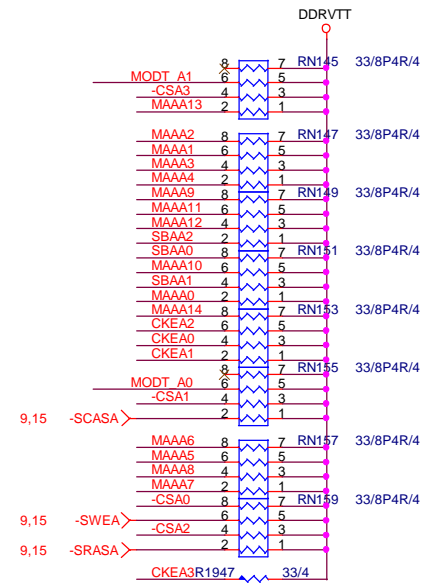 DDRVTT
8 7 RN145 33/8P4R/4
MODT_A1 6 5
-CSA3 4 3
MAAA13 2 1
MAAA2 8 7 RN147 33/8P4R/4
MAAA1 6 5
MAAA3 4 3
MAAA4 2 1
MAAA9 8 7 RN149 33/8P4R/4
MAAA11 6 5
MAAA12 4 3
SBAA2 2 1
SBAA0 8 7 RN151 33/8P4R/4
MAAA10 6 5
SBAA1 4 3
MAAA0 2 1
MAAA14 8 7 RN153 33/8P4R/4
CKEA2 6 5
CKEA0 4 3
CKEA1 2 1
8 7 RN155 33/8P4R/4
MODT_A0 6 5
-CSA1 4 3
9,15 -SCASA 2 1
MAAA6 8 7 RN157 33/8P4R/4
MAAA5 6 5
MAAA8 4 3
MAAA7 2 1
-CSA0 8 7 RN159 33/8P4R/4
9,15 -SWEA 6 5
-CSA2 4 3
9,15 -SRASA 2 1
CKEA3 R1947 33/4